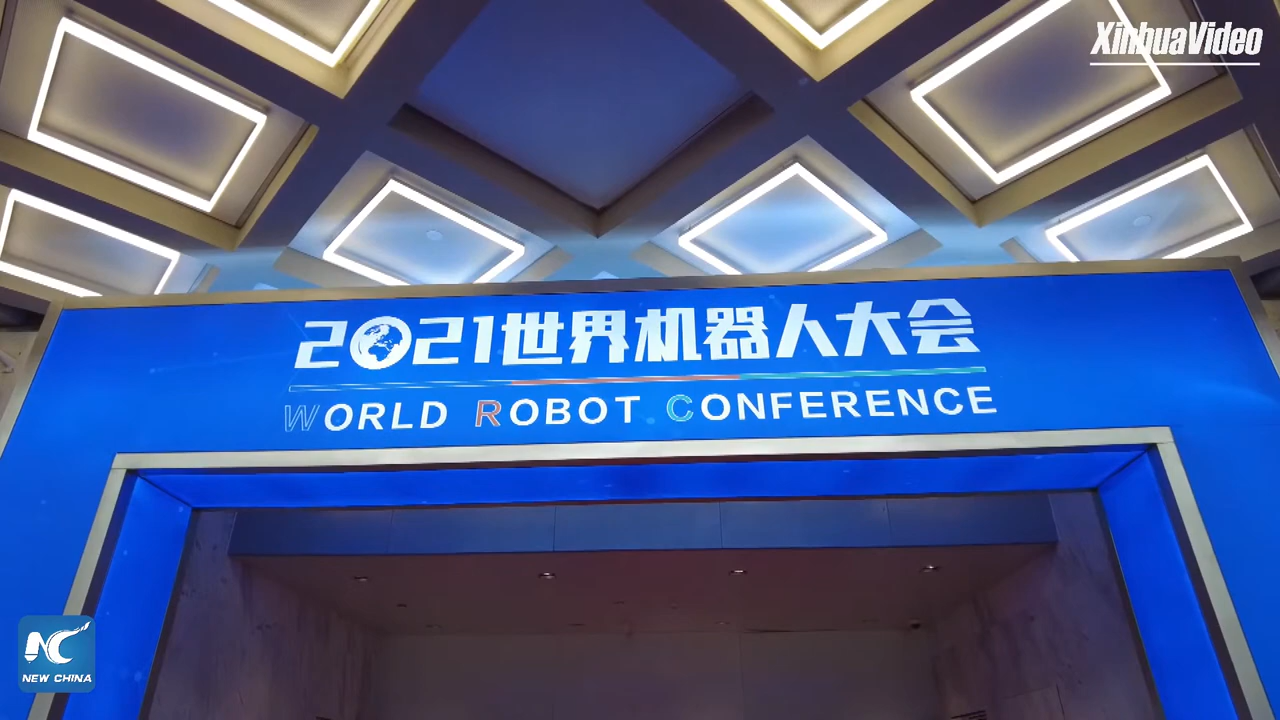 XinhuaVideo
2021世界机器人大会
WORLD ROBOT CONFERENCE
NEW CHINA